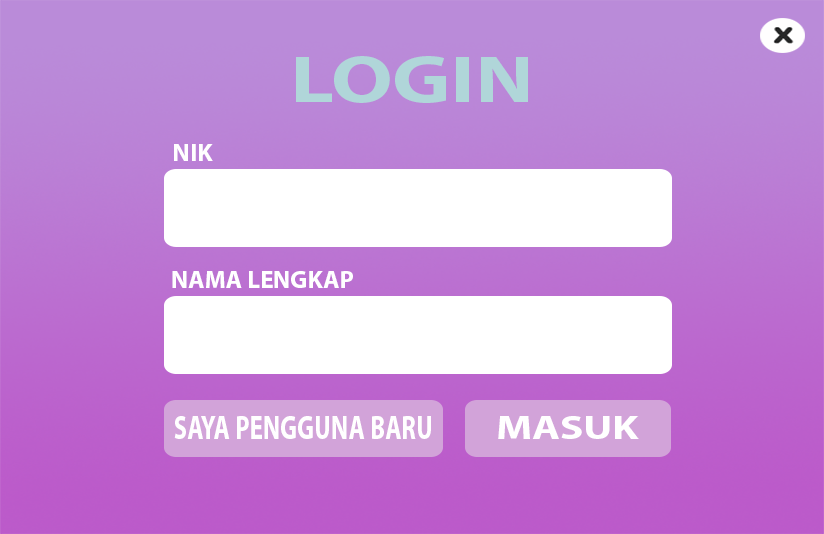 LOGIN
NIK
NAMA LENGKAP
SAYA PENGGUNA BARU
MASUK